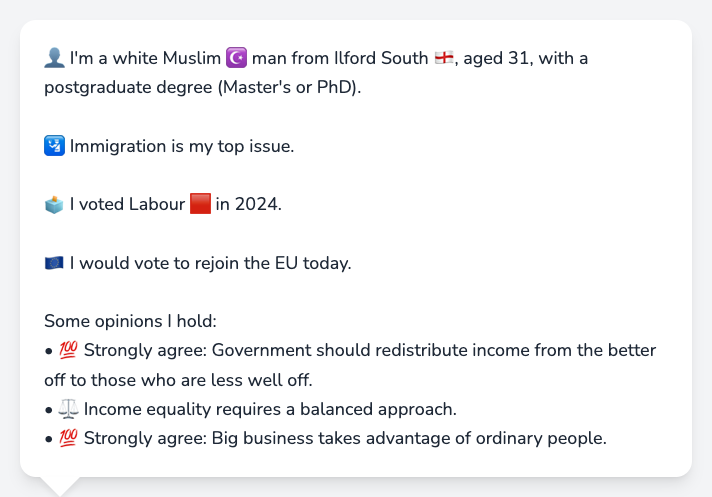 👤 I'm a white Muslim ☪️ man from Ilford South 🏴󠁧󠁢󠁥󠁮󠁧󠁿, aged 31, with a
postgraduate degree (Master's or PhD).
🛂 Immigration is my top issue.
🗳️ I voted Labour 🟥 in 2024.
🇪🇺 I would vote to rejoin the EU today.
Some opinions I hold:
• 💯 Strongly agree: Government should redistribute income from the better
off to those who are less well off.
• ⚖️ Income equality requires a balanced approach.
• 💯 Strongly agree: Big business takes advantage of ordinary people.